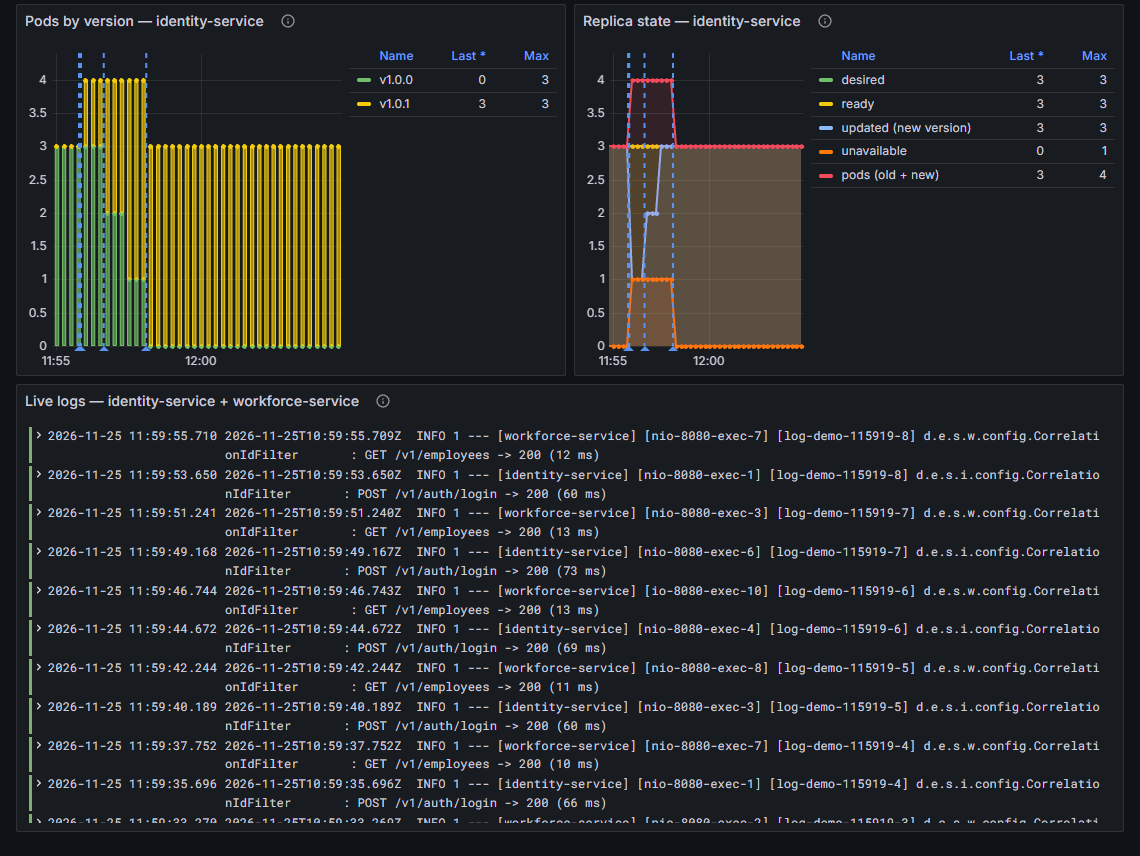 Pods by version — identity-service
Name Last * Max
v1.0.0 0 3
v1.0.1 3 3
4
3.5
3
2.5
2
1.5
1
0.5
0
11:55 12:00
Replica state — identity-service
Name Last * Max
desired 3 3
ready 3 3
updated (new version) 3 3
unavailable 0 1
pods (old + new) 3 4
4
3.5
3
2.5
2
1.5
1
0.5
0
11:55 12:00
Live logs — identity-service + workforce-service
2026-11-25 11:59:55.710 2026-11-25T10:59:55.709Z INFO 1 --- [workforce-service] [nio-8080-exec-7] [log-demo-115919-8] d.e.s.w.config.Correlati
onIdFilter : GET /v1/employees -> 200 (12 ms)
2026-11-25 11:59:53.650 2026-11-25T10:59:53.650Z INFO 1 --- [identity-service] [nio-8080-exec-1] [log-demo-115919-8] d.e.s.i.config.Correlatio
nIdFilter : POST /v1/auth/login -> 200 (60 ms)
2026-11-25 11:59:51.241 2026-11-25T10:59:51.240Z INFO 1 --- [workforce-service] [nio-8080-exec-3] [log-demo-115919-7] d.e.s.w.config.Correlati
onIdFilter : GET /v1/employees -> 200 (13 ms)
2026-11-25 11:59:49.168 2026-11-25T10:59:49.167Z INFO 1 --- [identity-service] [nio-8080-exec-6] [log-demo-115919-7] d.e.s.i.config.Correlatio
nIdFilter : POST /v1/auth/login -> 200 (73 ms)
2026-11-25 11:59:46.744 2026-11-25T10:59:46.743Z INFO 1 --- [workforce-service] [io-8080-exec-10] [log-demo-115919-6] d.e.s.w.config.Correlati
onIdFilter : GET /v1/employees -> 200 (13 ms)
2026-11-25 11:59:44.672 2026-11-25T10:59:44.672Z INFO 1 --- [identity-service] [nio-8080-exec-4] [log-demo-115919-6] d.e.s.i.config.Correlatio
nIdFilter : POST /v1/auth/login -> 200 (69 ms)
2026-11-25 11:59:42.244 2026-11-25T10:59:42.244Z INFO 1 --- [workforce-service] [nio-8080-exec-8] [log-demo-115919-5] d.e.s.w.config.Correlati
onIdFilter : GET /v1/employees -> 200 (11 ms)
2026-11-25 11:59:40.189 2026-11-25T10:59:40.189Z INFO 1 --- [identity-service] [nio-8080-exec-3] [log-demo-115919-5] d.e.s.i.config.Correlatio
nIdFilter : POST /v1/auth/login -> 200 (60 ms)
2026-11-25 11:59:37.752 2026-11-25T10:59:37.752Z INFO 1 --- [workforce-service] [nio-8080-exec-7] [log-demo-115919-4] d.e.s.w.config.Correlati
onIdFilter : GET /v1/employees -> 200 (10 ms)
2026-11-25 11:59:35.696 2026-11-25T10:59:35.696Z INFO 1 --- [identity-service] [nio-8080-exec-1] [log-demo-115919-4] d.e.s.i.config.Correlatio
nIdFilter : POST /v1/auth/login -> 200 (66 ms)